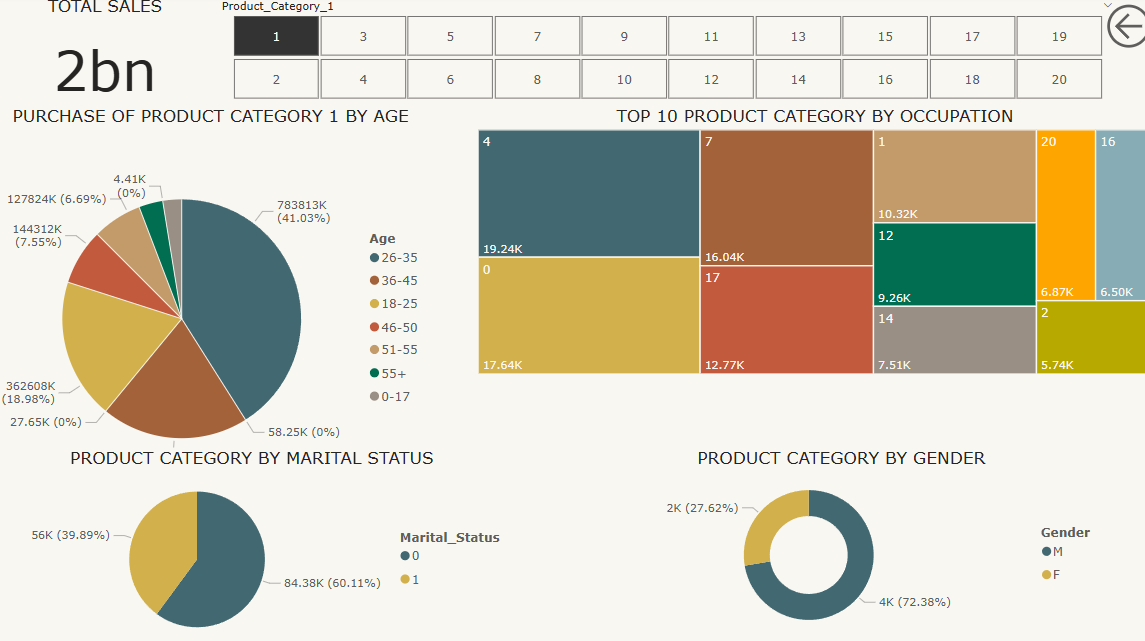 TOTAL SALES
2bn
Product_Category_1
1 3 5 7 9 11 13 15 17 19
2 4 6 8 10 12 14 16 18 20
PURCHASE OF PRODUCT CATEGORY 1 BY AGE
4.41K
(0%)
127824K (6.69%)
144312K
(7.55%)
783813K
(41.03%)
362608K
(18.98%)
27.65K (0%)
58.25K (0%)
Age
26-35
36-45
18-25
46-50
51-55
55+
0-17
TOP 10 PRODUCT CATEGORY BY OCCUPATION
4
19.24K
0
17.64K
7
16.04K
17
12.77K
1
10.32K
12
9.26K
14
7.51K
20
6.87K
16
6.50K
2
5.74K
PRODUCT CATEGORY BY MARITAL STATUS
56K (39.89%)
84.38K (60.11%)
Marital_Status
0
1
PRODUCT CATEGORY BY GENDER
2K (27.62%)
4K (72.38%)
Gender
M
F